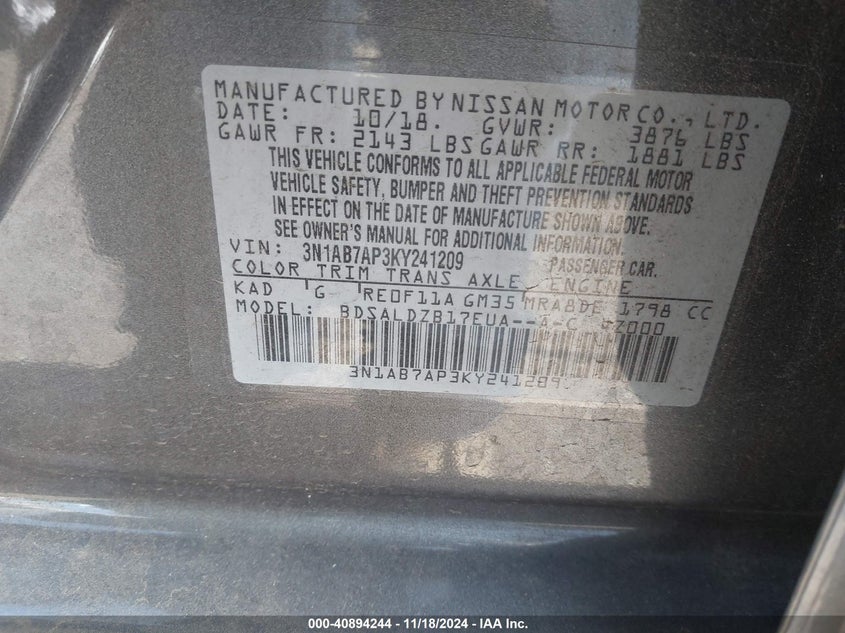 MANUFACTURED BY NISSAN MOTOR CO., LTD.
DATE: 10/18. GVWR: 3876 LBS
GAWR FR: 2143 LBS GAWR RR: 1881 LBS
THIS VEHICLE CONFORMS TO ALL APPLICABLE FEDERAL MOTOR
VEHICLE SAFETY, BUMPER AND THEFT PREVENTION STANDARDS
IN EFFECT ON THE DATE OF MANUFACTURE SHOWN ABOVE.
SEE OWNER'S MANUAL FOR ADDITIONAL INFORMATION.
VIN: 3N1AB7AP3KY241209 PASSENGER CAR.
COLOR TRIM TRANS AXLE ENGINE
KAD G RE0F11A GM35 MRA8DE 1798 CC
MODEL: BDSALDZB17EUA--A-C
3N1AB7AP3KY241209
000-40894244 - 11/18/2024 - IAA Inc.